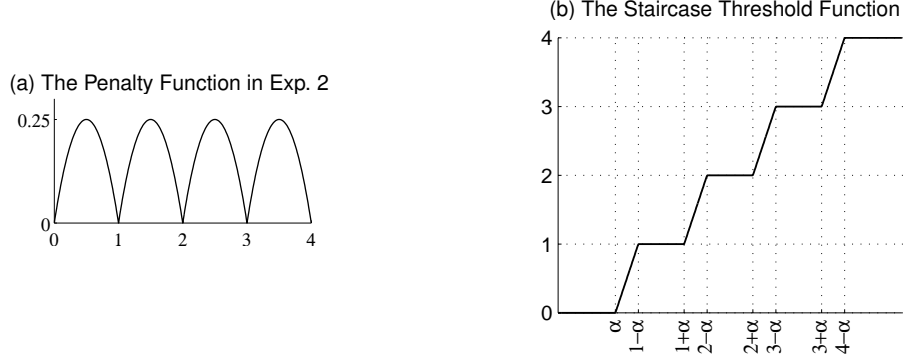 (a) The Penalty Function in Exp. 2
0.25
0
0 1 2 3 4
(b) The Staircase Threshold Function
4
3
2
1
0
α 1−α 1+α 2−α 2+α 3−α 3+α 4−α